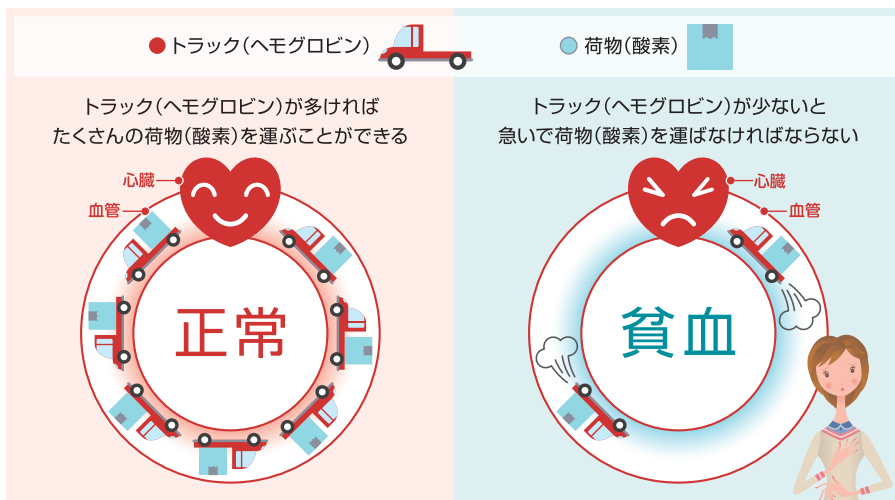 トラック(ヘモグロビン)
荷物(酸素)
トラック(ヘモグロビン)が多ければ
たくさんの荷物(酸素)を運ぶことができる
心臓
血管
正常
トラック(ヘモグロビン)が少ないと
急いで荷物(酸素)を運ばなければならない
心臓
血管
貧血